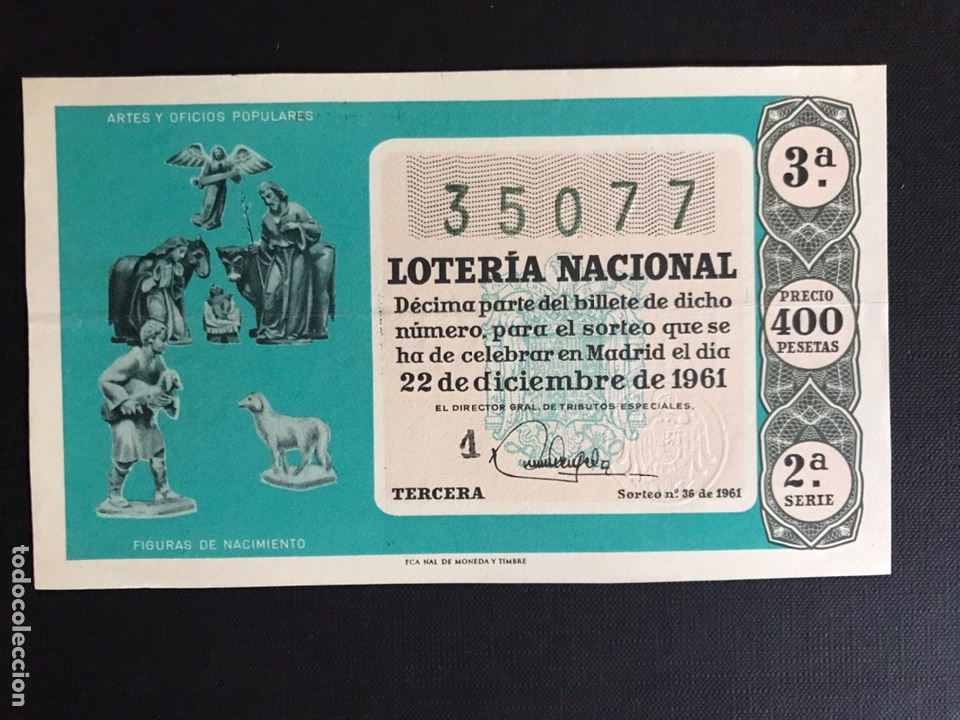 ARTES Y OFICIOS POPULARES
FIGURAS DE NACIMIENTO
35077
LOTERÍA NACIONAL
Décima parte del billete de dicho
número, para el sorteo que se
ha de celebrar en Madrid el día
22 de diciembre de 1961
EL DIRECTOR GRAL. DE TRIBUTOS ESPECIALES,
1
TERCERA
Sorteo nº. 36 de 1961
3.ª
PRECIO
400
PESETAS
2.ª
SERIE
FCA NAL DE MONEDA Y TIMBRE
todocoleccion.net